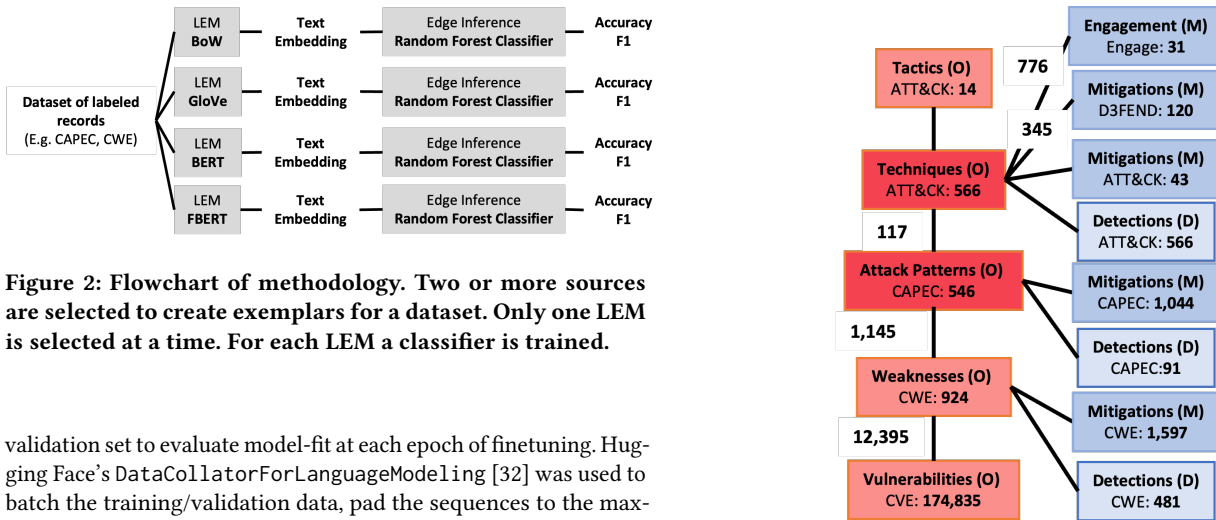 LEM
BoW
Text
Embedding
Edge Inference
Random Forest Classifier
Accuracy
F1
LEM
GloVe
Text
Embedding
Edge Inference
Random Forest Classifier
Accuracy
F1
Dataset of labeled
records
(E.g. CAPEC, CWE)
LEM
BERT
Text
Embedding
Edge Inference
Random Forest Classifier
Accuracy
F1
LEM
FBERT
Text
Embedding
Edge Inference
Random Forest Classifier
Accuracy
F1
Figure 2: Flowchart of methodology. Two or more sources
are selected to create exemplars for a dataset. Only one LEM
is selected at a time. For each LEM a classifier is trained.
validation set to evaluate model-fit at each epoch of finetuning. Hug-
ging Face's DataCollatorForLanguageModeling [32] was used to
batch the training/validation data, pad the sequences to the max-
Tactics (O)
ATT&CK: 14
776
345
Techniques (O)
ATT&CK: 566
117
Attack Patterns (O)
CAPEC: 546
1,145
Weaknesses (O)
CWE: 924
12,395
Vulnerabilities (O)
CVE: 174,835
Engagement (M)
Engage: 31
Mitigations (M)
D3FEND: 120
Mitigations (M)
ATT&CK: 43
Detections (D)
ATT&CK: 566
Mitigations (M)
CAPEC: 1,044
Detections (D)
CAPEC:91
Mitigations (M)
CWE: 1,597
Detections (D)
CWE: 481